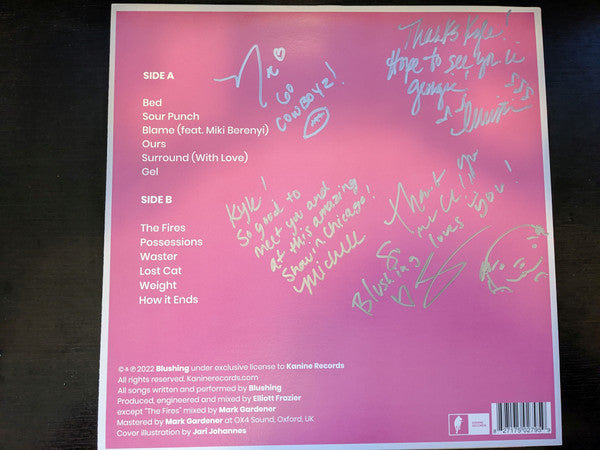 SIDE A
Bed
Sour Punch
Blame (feat. Miki Berenyi)
Ours
Surround (With Love)
Gel
SIDE B
The Fires
Possessions
Waster
Lost Cat
Weight
How it Ends
GO
COWBOYZ!
Thanks Kyle!
Hope to see you in
Kyle!
So good to
meet you and
at this amazing
show in Chicago!
Michelle
Thank you
loves you!
Blushing
© & ℗ 2022 Blushing under exclusive license to Kanine Records
All rights reserved. Kaninerecords.com
All songs written and performed by Blushing
Produced, engineered and mixed by Elliott Frazier
except "The Fires" mixed by Mark Gardener
Mastered by Mark Gardener at OX4 Sound, Oxford, UK
Cover illustration by Jari Johannes